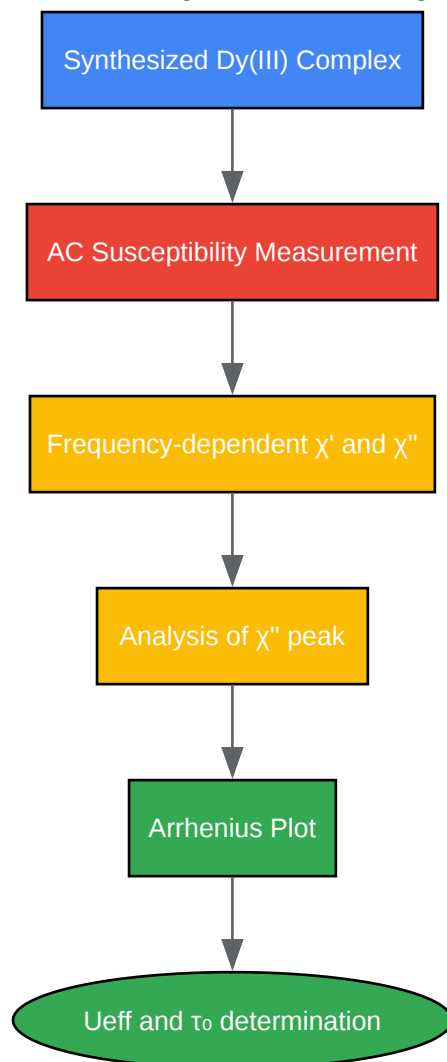 Synthesized Dy(III) Complex
AC Susceptibility Measurement
Frequency-dependent χ' and χ"
Analysis of χ" peak
Arrhenius Plot
Ueff and τ₀ determination